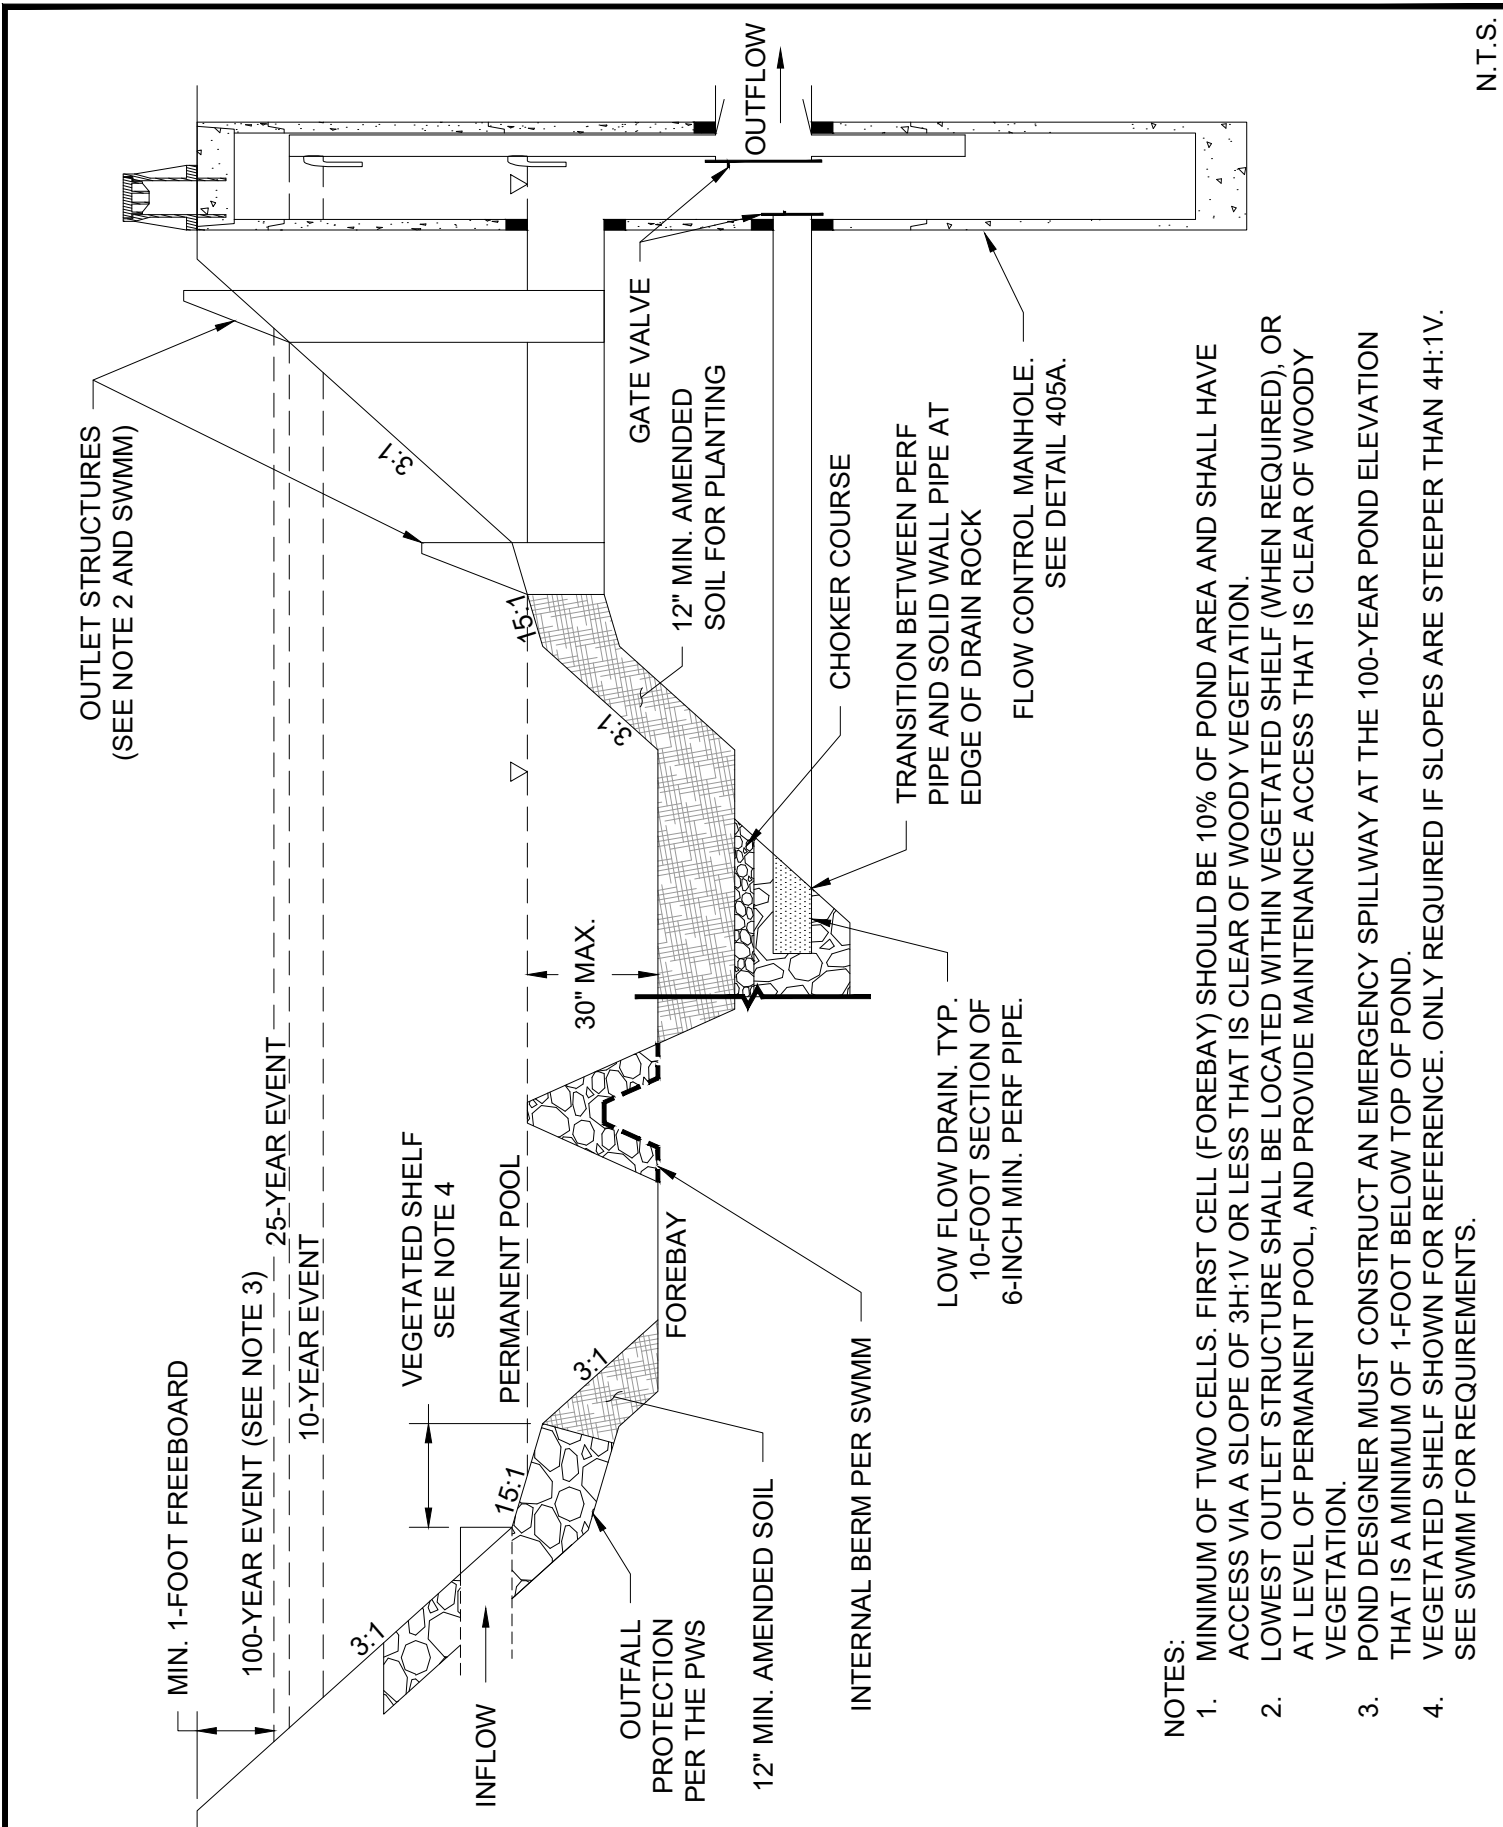 MIN. 1-FOOT FREEBOARD
100-YEAR EVENT (SEE NOTE 3)
25-YEAR EVENT
10-YEAR EVENT
OUTLET STRUCTURES
(SEE NOTE 2 AND SWMM)
VEGETATED SHELF
SEE NOTE 4
PERMANENT POOL
3:1
15:1
3:1
INFLOW
FOREBAY
30" MAX.
3:1
15:1
3:1
OUTFLOW
GATE VALVE
12" MIN. AMENDED
SOIL FOR PLANTING
OUTFALL
PROTECTION
PER THE PWS
12" MIN. AMENDED SOIL
INTERNAL BERM PER SWMM
LOW FLOW DRAIN. TYP.
10-FOOT SECTION OF
6-INCH MIN. PERF PIPE.
CHOKER COURSE
TRANSITION BETWEEN PERF
PIPE AND SOLID WALL PIPE AT
EDGE OF DRAIN ROCK
FLOW CONTROL MANHOLE.
SEE DETAIL 405A.
NOTES:
1. MINIMUM OF TWO CELLS. FIRST CELL (FOREBAY) SHOULD BE 10% OF POND AREA AND SHALL HAVE
ACCESS VIA A SLOPE OF 3H:1V OR LESS THAT IS CLEAR OF WOODY VEGETATION.
2. LOWEST OUTLET STRUCTURE SHALL BE LOCATED WITHIN VEGETATED SHELF (WHEN REQUIRED), OR
AT LEVEL OF PERMANENT POOL, AND PROVIDE MAINTENANCE ACCESS THAT IS CLEAR OF WOODY
VEGETATION.
3. POND DESIGNER MUST CONSTRUCT AN EMERGENCY SPILLWAY AT THE 100-YEAR POND ELEVATION
THAT IS A MINIMUM OF 1-FOOT BELOW TOP OF POND.
4. VEGETATED SHELF SHOWN FOR REFERENCE. ONLY REQUIRED IF SLOPES ARE STEEPER THAN 4H:1V.
SEE SWMM FOR REQUIREMENTS.
N.T.S.